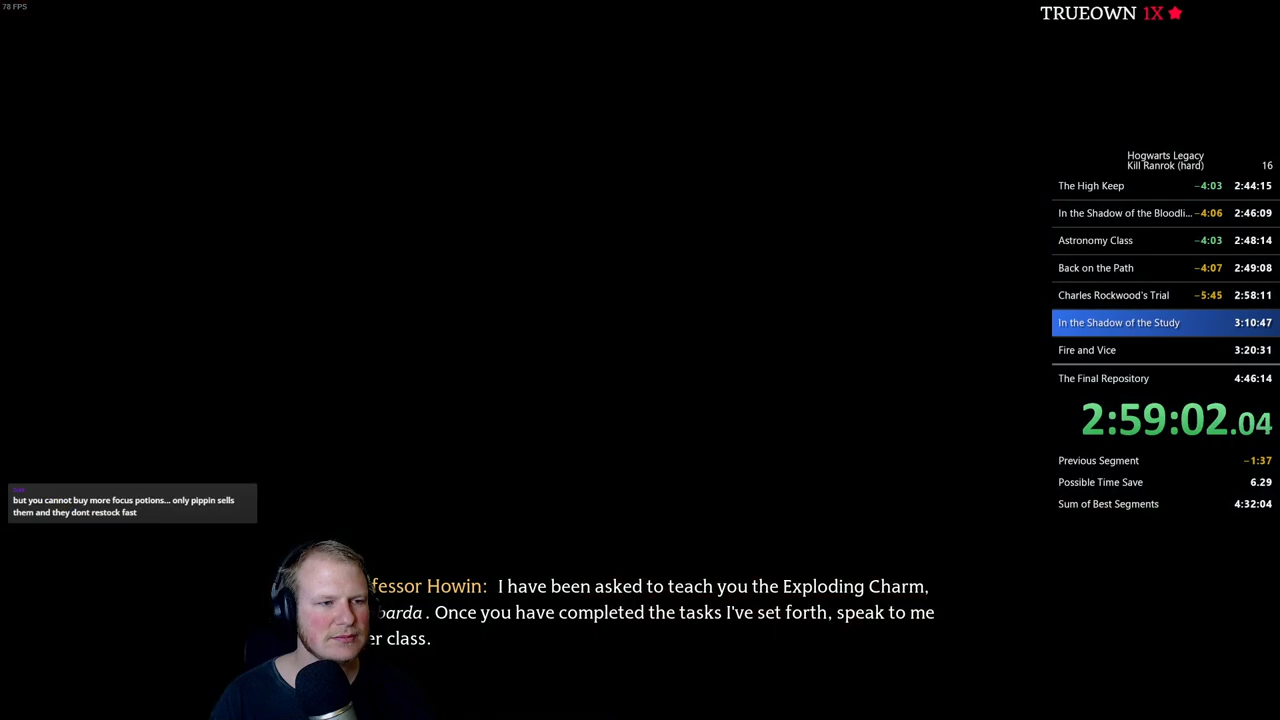 78 FPS
TRUEOWN 1X
Hogwarts Legacy
Kill Ranrok (hard) 16
The High Keep −4:03 2:44:15
In the Shadow of the Bloodli... −4:06 2:46:09
Astronomy Class −4:03 2:48:14
Back on the Path −4:07 2:49:08
Charles Rockwood's Trial −5:45 2:58:11
In the Shadow of the Study 3:10:47
Fire and Vice 3:20:31
The Final Repository 4:46:14
2:59:02.04
Previous Segment −1:37
Possible Time Save 6.29
Sum of Best Segments 4:32:04
but you cannot buy more focus potions... only pippin sells
them and they dont restock fast
fessor Howin: I have been asked to teach you the Exploding Charm,
barda. Once you have completed the tasks I've set forth, speak to me
er class.